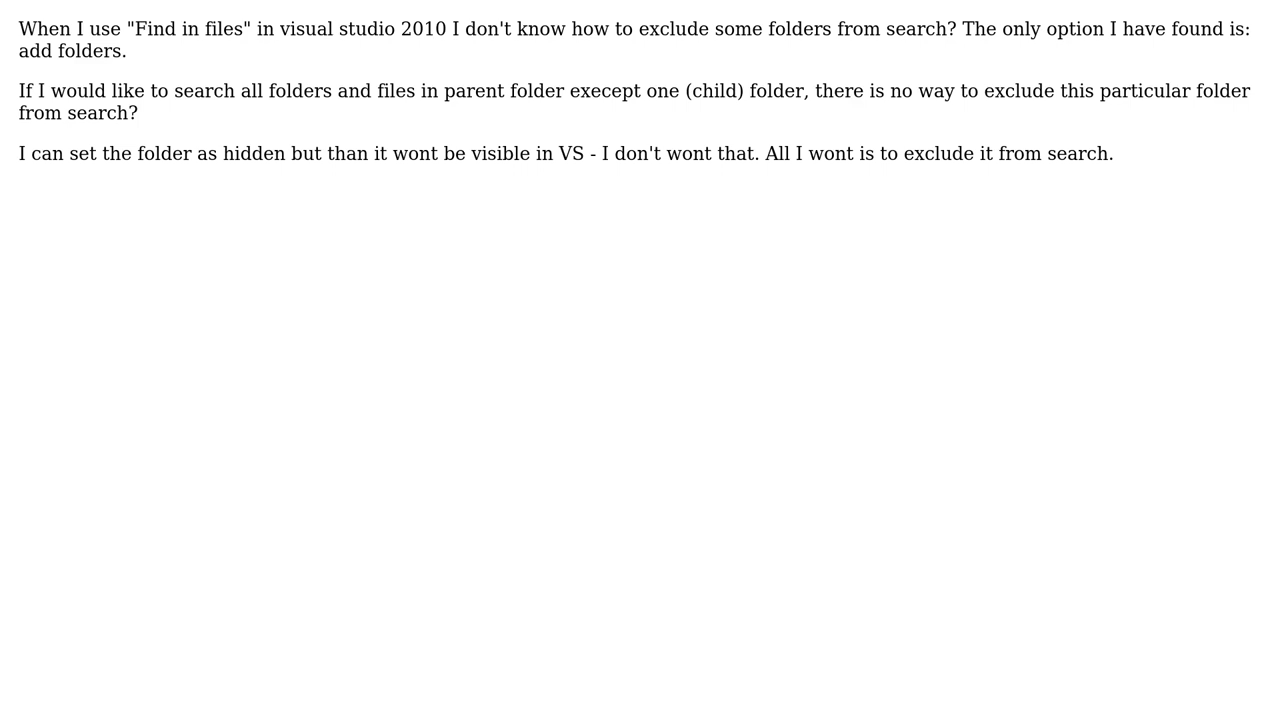 When I use "Find in files" in visual studio 2010 I don't know how to exclude some folders from search? The only option I have found is:
add folders.
If I would like to search all folders and files in parent folder execept one (child) folder, there is no way to exclude this particular folder
from search?
I can set the folder as hidden but than it wont be visible in VS - I don't wont that. All I wont is to exclude it from search.